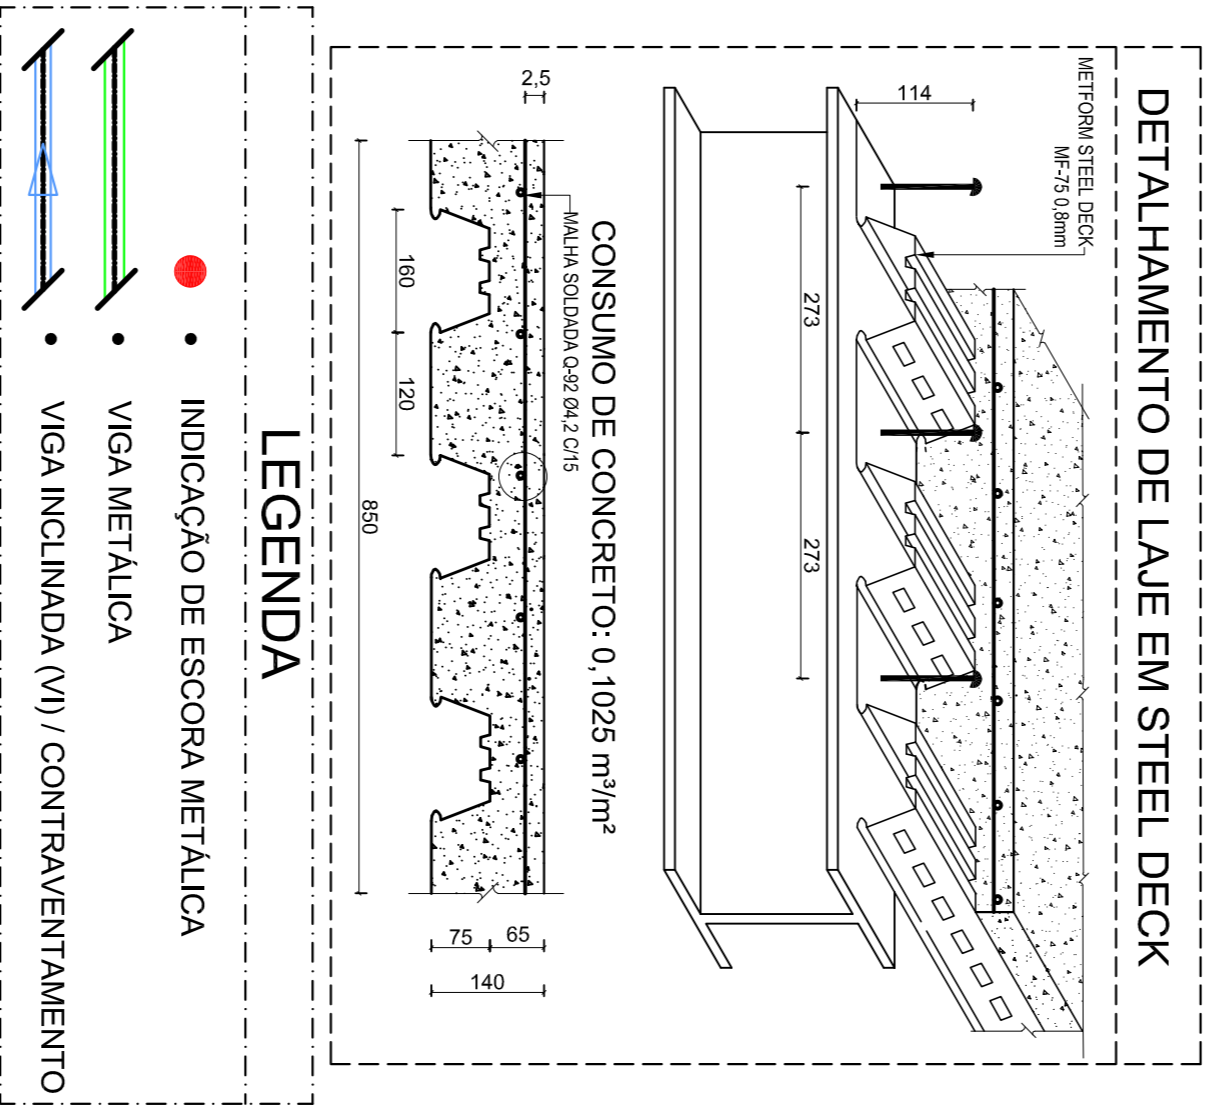 DETALHAMENTO DE LAJE EM STEEL DECK
METFORM STEEL DECK
MF-75 0,8mm
114
273
273
CONSUMO DE CONCRETO: 0,1025 m³/m²
MALHA SOLDADA Q-92 Ø4,2 C/15
2,5
160
120
850
75
65
140
LEGENDA
• INDICAÇÃO DE ESCORA METÁLICA
• VIGA METÁLICA
• VIGA INCLINADA (VI) / CONTRAVENTAMENTO